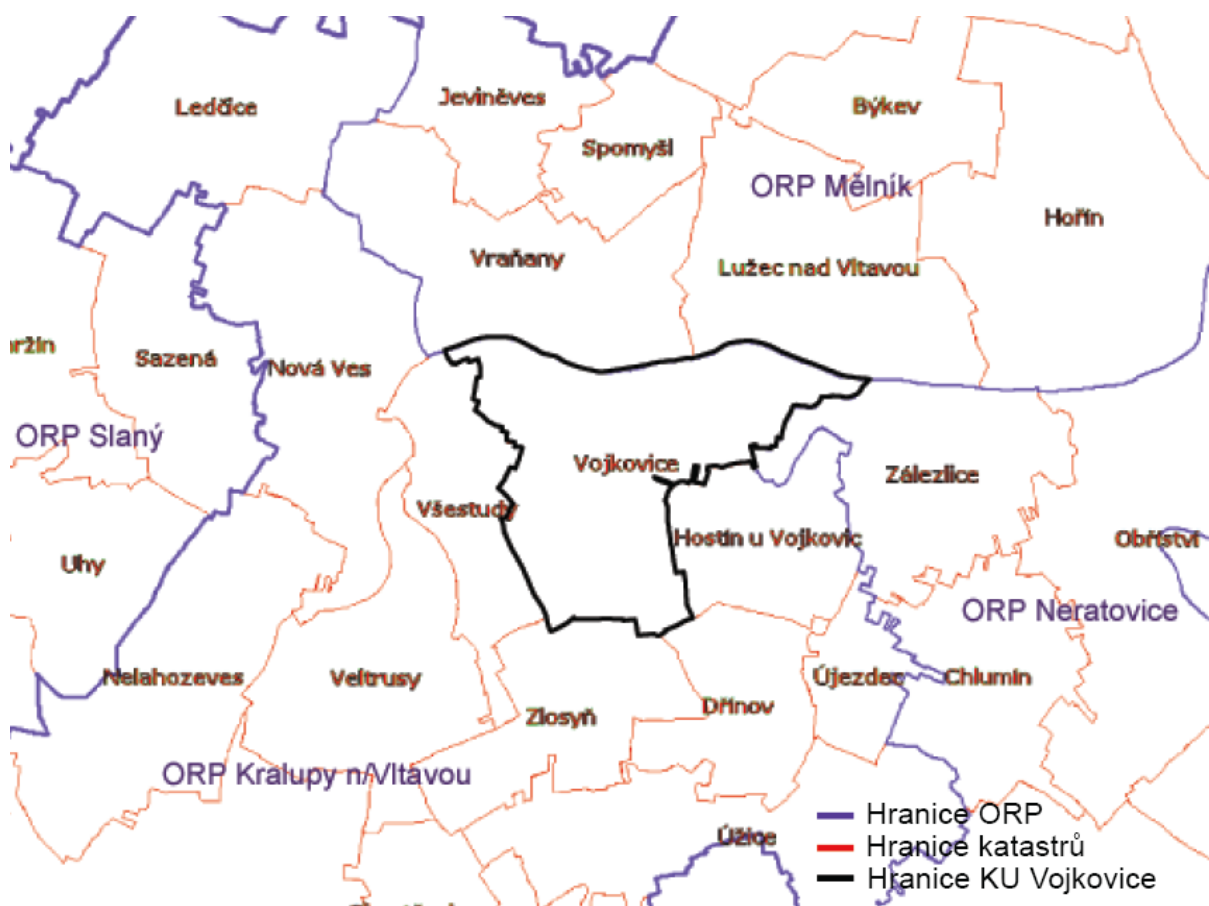 Jeviněves
Ledčice
Býkev
Spomyšl
ORP Mělník
Hořín
Vraňany
Lužec nad Vltavou
Sazená
Nová Ves
ORP Slaný
Vojkovice
Zálezlice
Všestudy
Hostín u Vojkovic
Obříství
Uhy
ORP Neratovice
Nelahozeves
Veltrusy
Újezdec
Chlumín
Zlosyň
Dřínov
ORP Kralupy n/Vltavou
Úžice
Hranice ORP
Hranice katastrů
Hranice KU Vojkovice